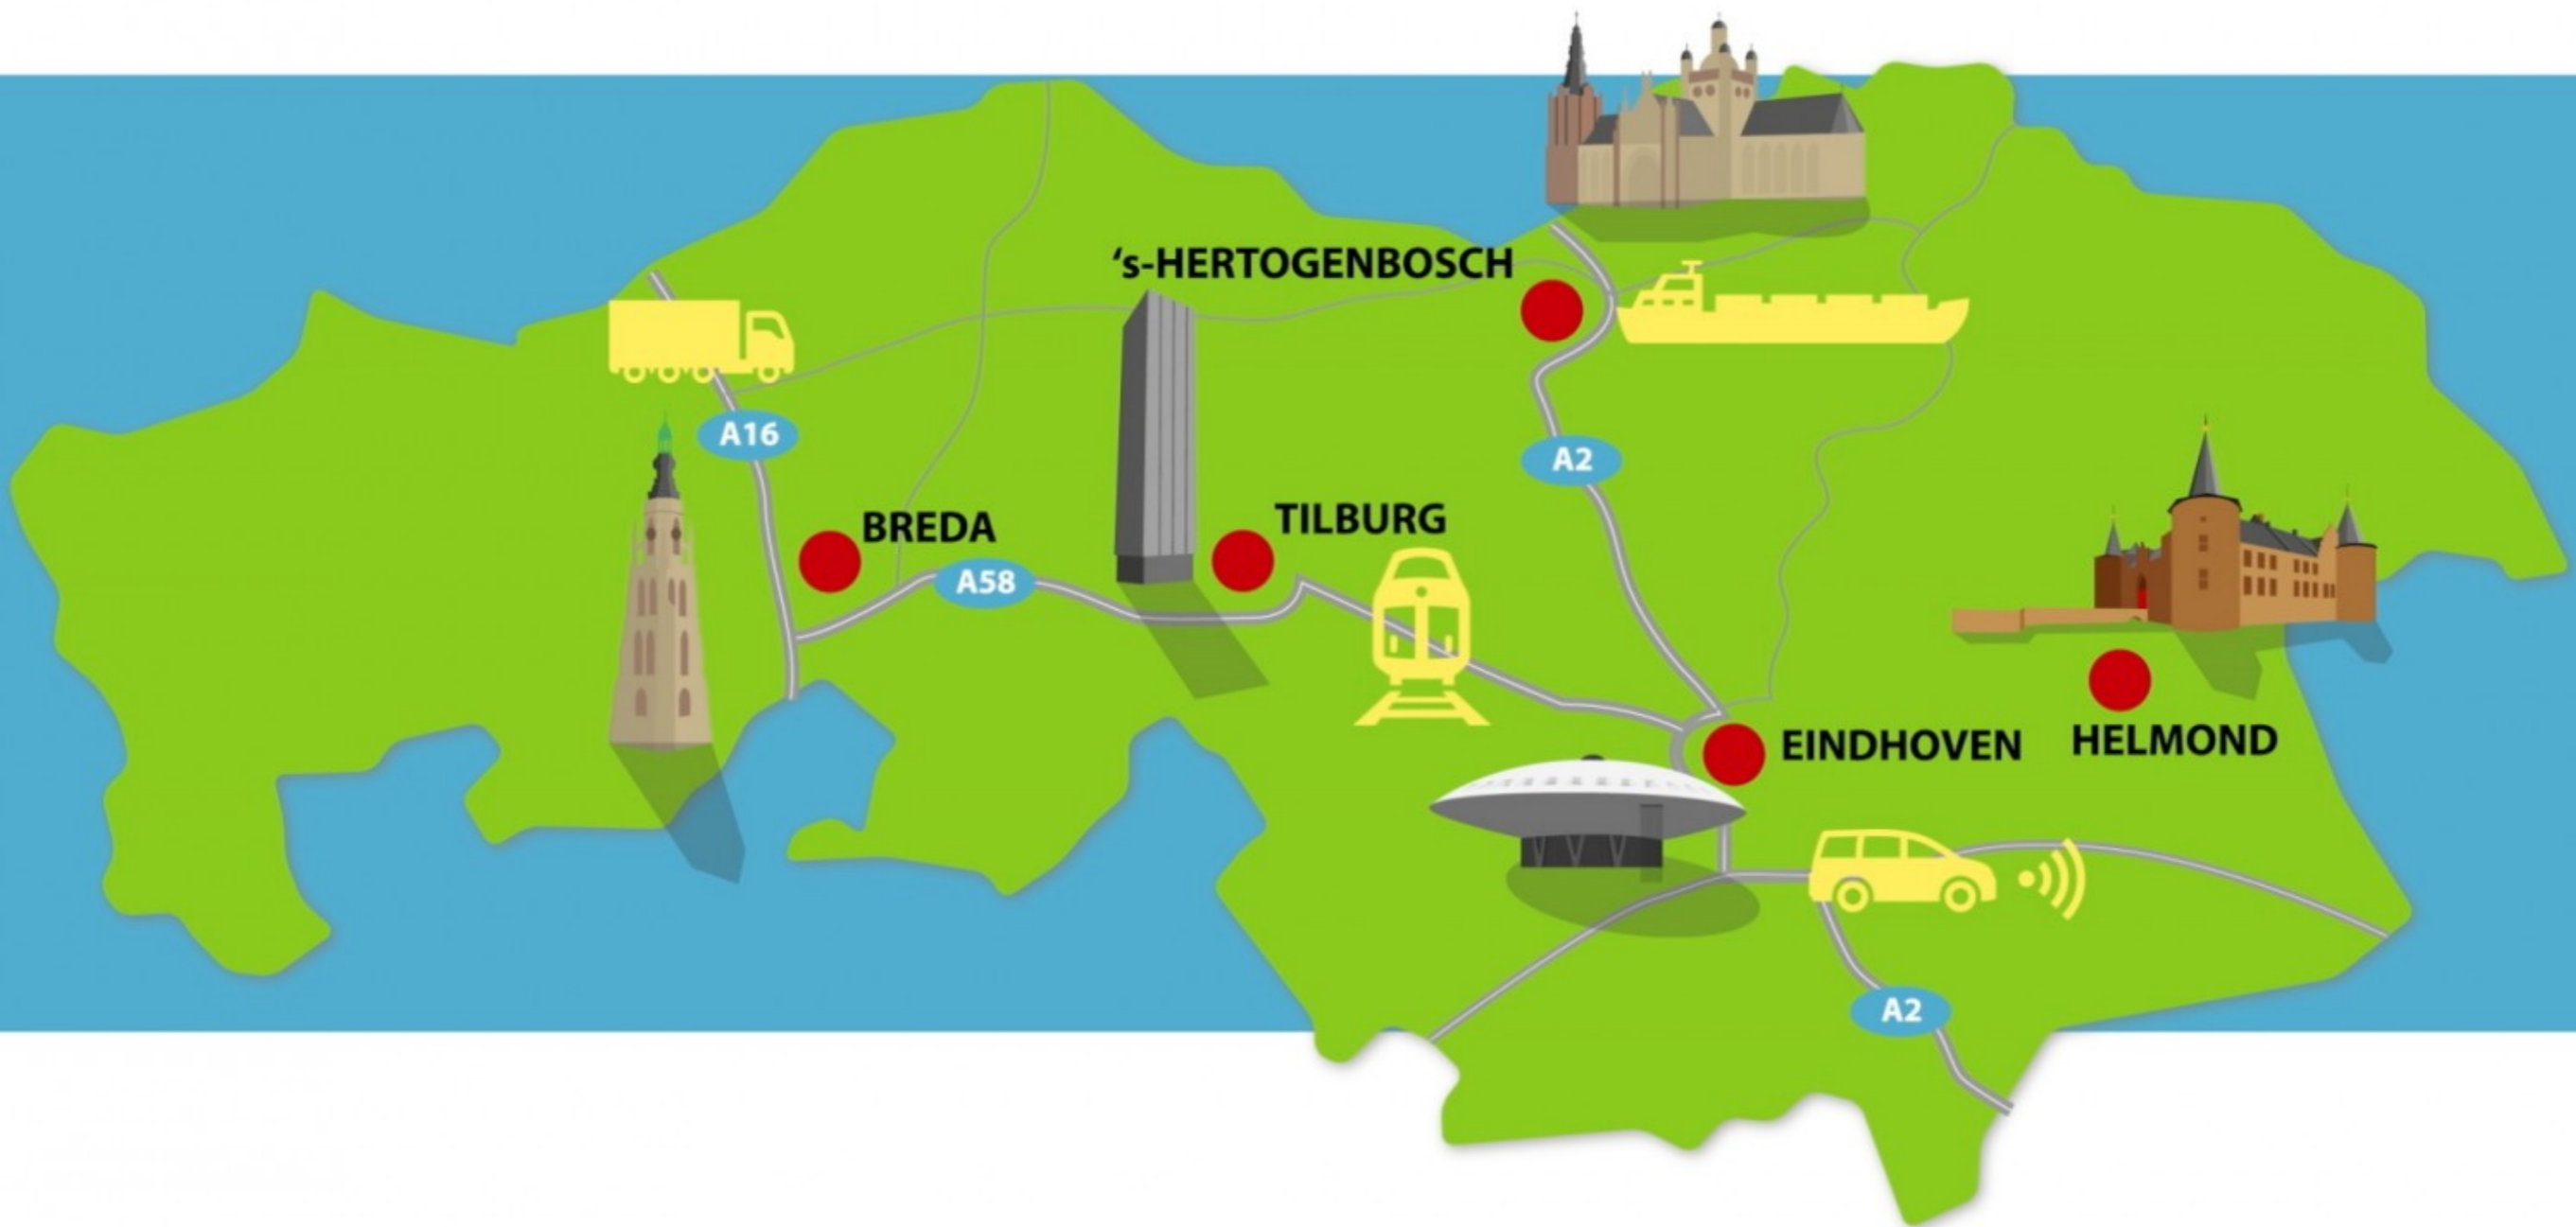 's-HERTOGENBOSCH
A16
A2
BREDA
TILBURG
A58
EINDHOVEN
HELMOND
A2